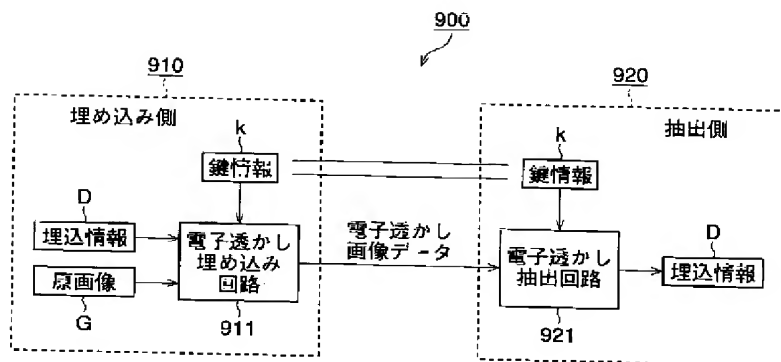 900
910
埋め込み側
k
鍵情報
D
埋込情報
原画像
G
電子透かし
埋め込み
回路
911
電子透かし
画像データ
920
抽出側
k
鍵情報
電子透かし
抽出回路
921
D
埋込情報